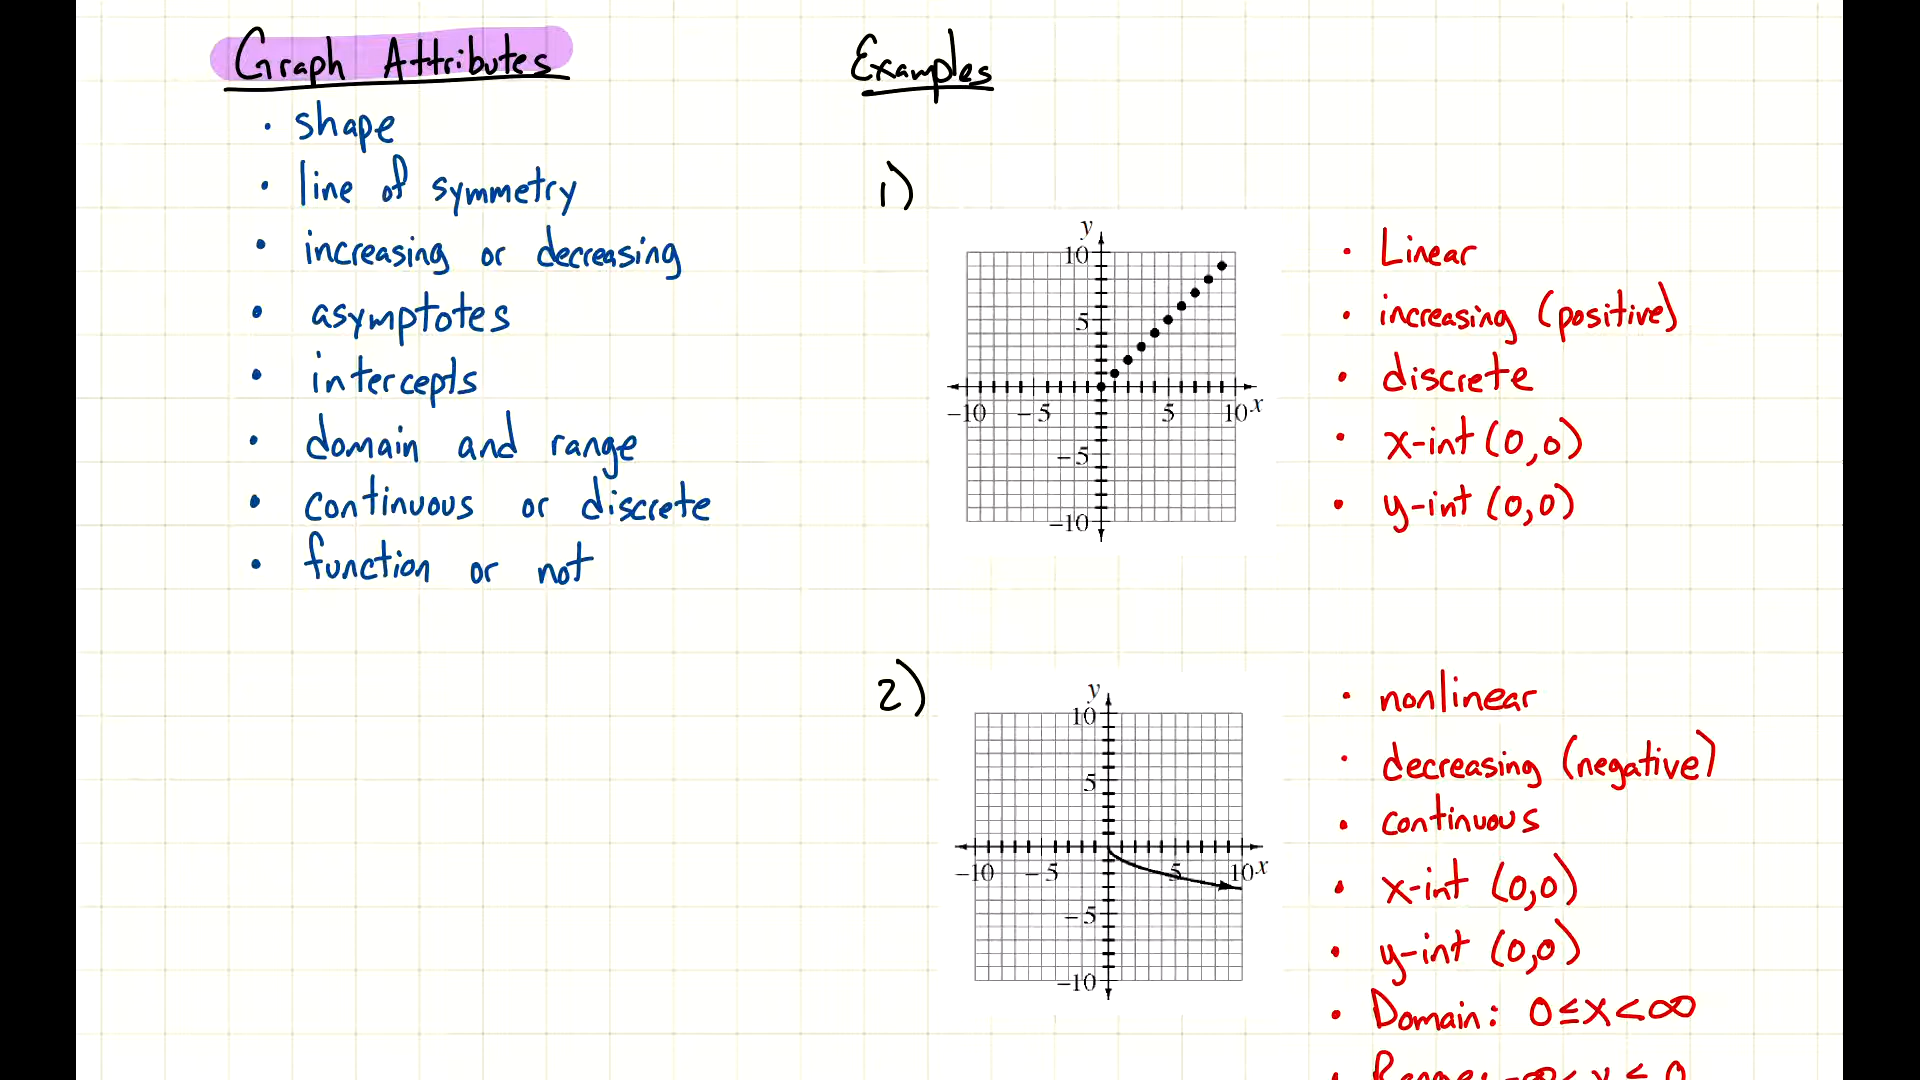 Graph Attributes
• shape
• line of symmetry
• increasing or decreasing
• asymptotes
• intercepts
• domain and range
• continuous or discrete
• function or not
Examples
1)
y
10
5
-10 -5 5 10 x
-5
-10
• Linear
• increasing (positive)
• discrete
• x-int (0,0)
• y-int (0,0)
2)
y
10
5
-10 -5 5 10 x
-5
-10
• nonlinear
• decreasing (negative)
• continuous
• x-int (0,0)
• y-int (0,0)
• Domain: 0≤x<∞